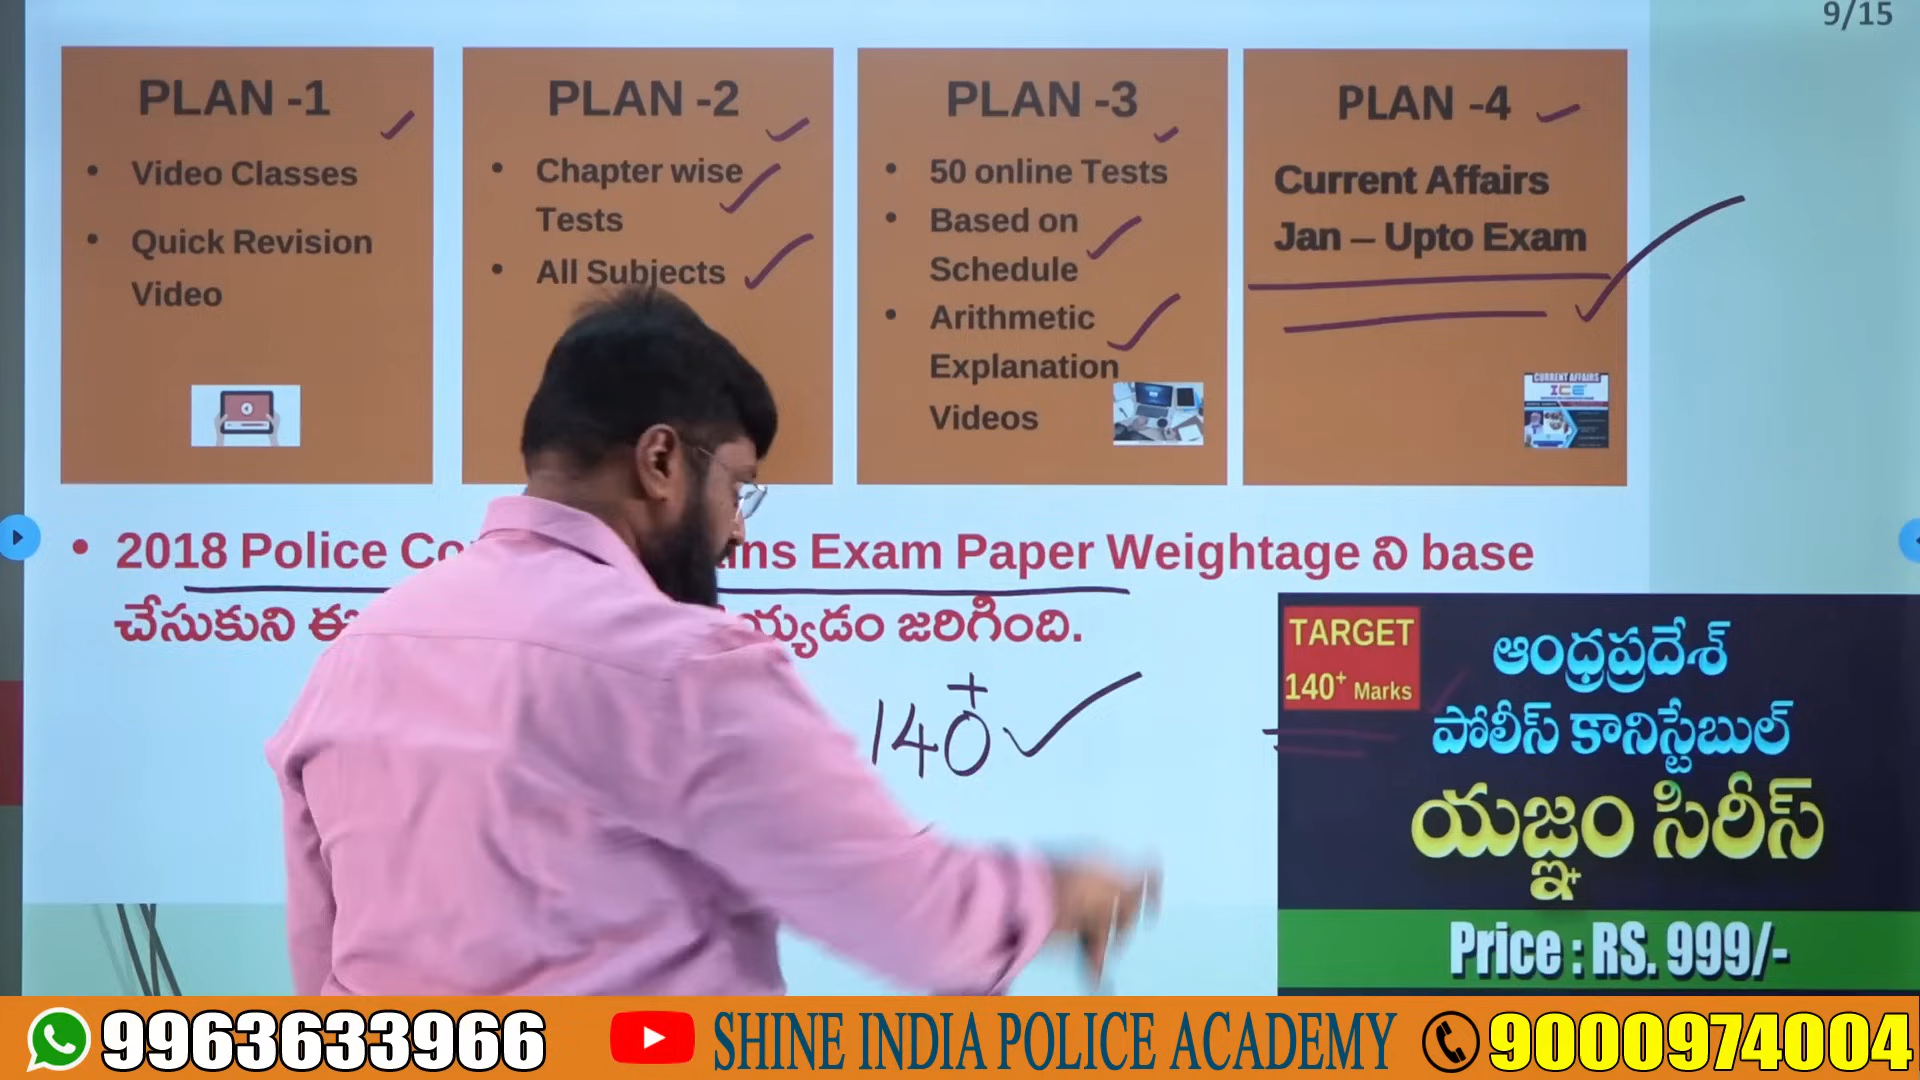 9/15
PLAN -1
• Video Classes
• Quick Revision
Video
PLAN -2
• Chapter wise
Tests
• All Subjects
PLAN -3
• 50 online Tests
• Based on
Schedule
• Arithmetic
Explanation
Videos
PLAN -4
Current Affairs
Jan – Upto Exam
CURRENT AFFAIRS
ICE
• 2018 Police Exam Paper Weightage ని base
చేసుకుని జరిగింది.
140+
TARGET
140+ Marks
ఆంధ్రప్రదేశ్
పోలీస్ కానిస్టేబుల్
యజ్ఞం సిరీస్
Price : RS. 999/-
9963633966 SHINE INDIA POLICE ACADEMY 9000974004